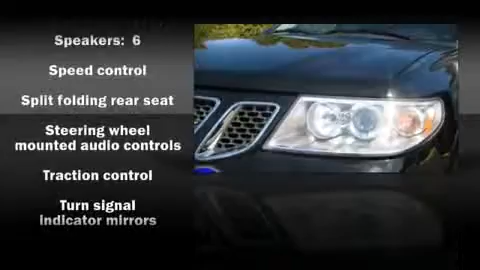 Speakers: 6
Speed control
Split folding rear seat
Steering wheel
mounted audio controls
Traction control
Turn signal
indicator mirrors